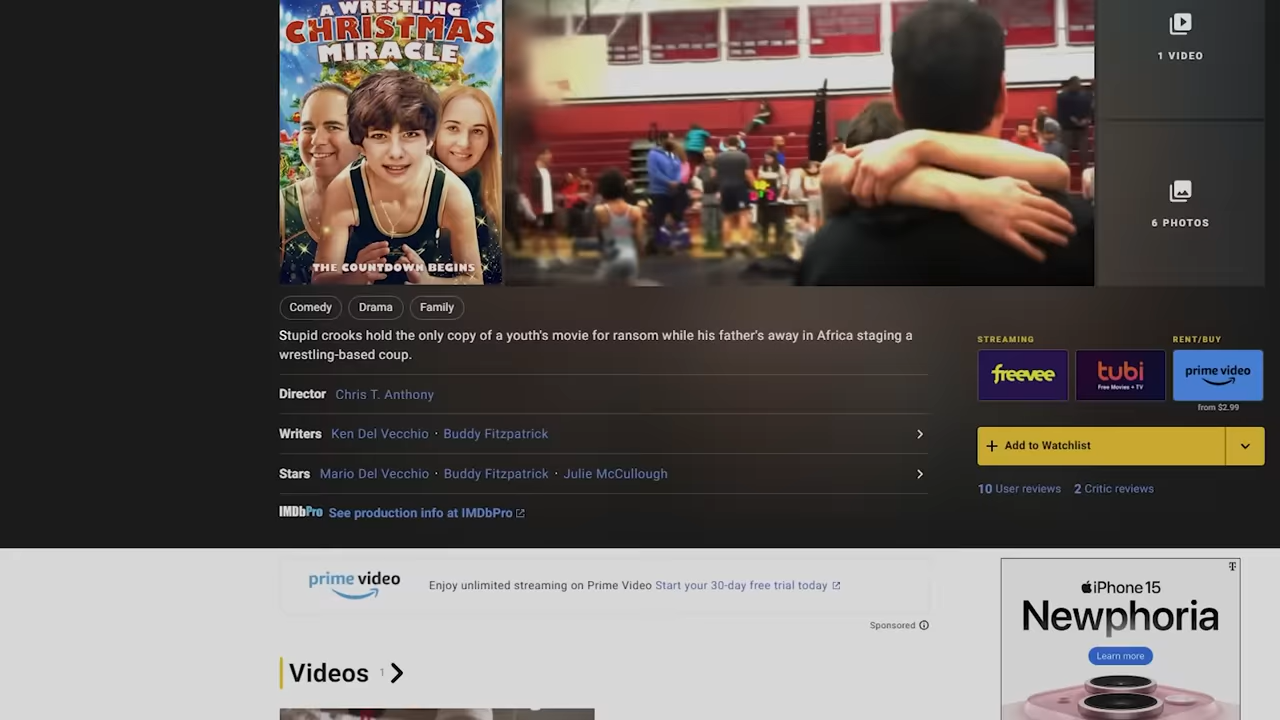 A WRESTLING
CHRISTMAS
MIRACLE
THE COUNTDOWN BEGINS
1 VIDEO
6 PHOTOS
Comedy
Drama
Family
Stupid crooks hold the only copy of a youth's movie for ransom while his father's away in Africa staging a
wrestling-based coup.
Director Chris T. Anthony
Writers Ken Del Vecchio · Buddy Fitzpatrick
Stars Mario Del Vecchio · Buddy Fitzpatrick · Julie McCullough
IMDbPro See production info at IMDbPro
STREAMING
RENT/BUY
freevee
tubi
Free Movies + TV
prime video
from $2.99
+ Add to Watchlist
10 User reviews 2 Critic reviews
prime video
Enjoy unlimited streaming on Prime Video Start your 30-day free trial today
Sponsored
Videos 1
iPhone 15
Newphoria
Learn more